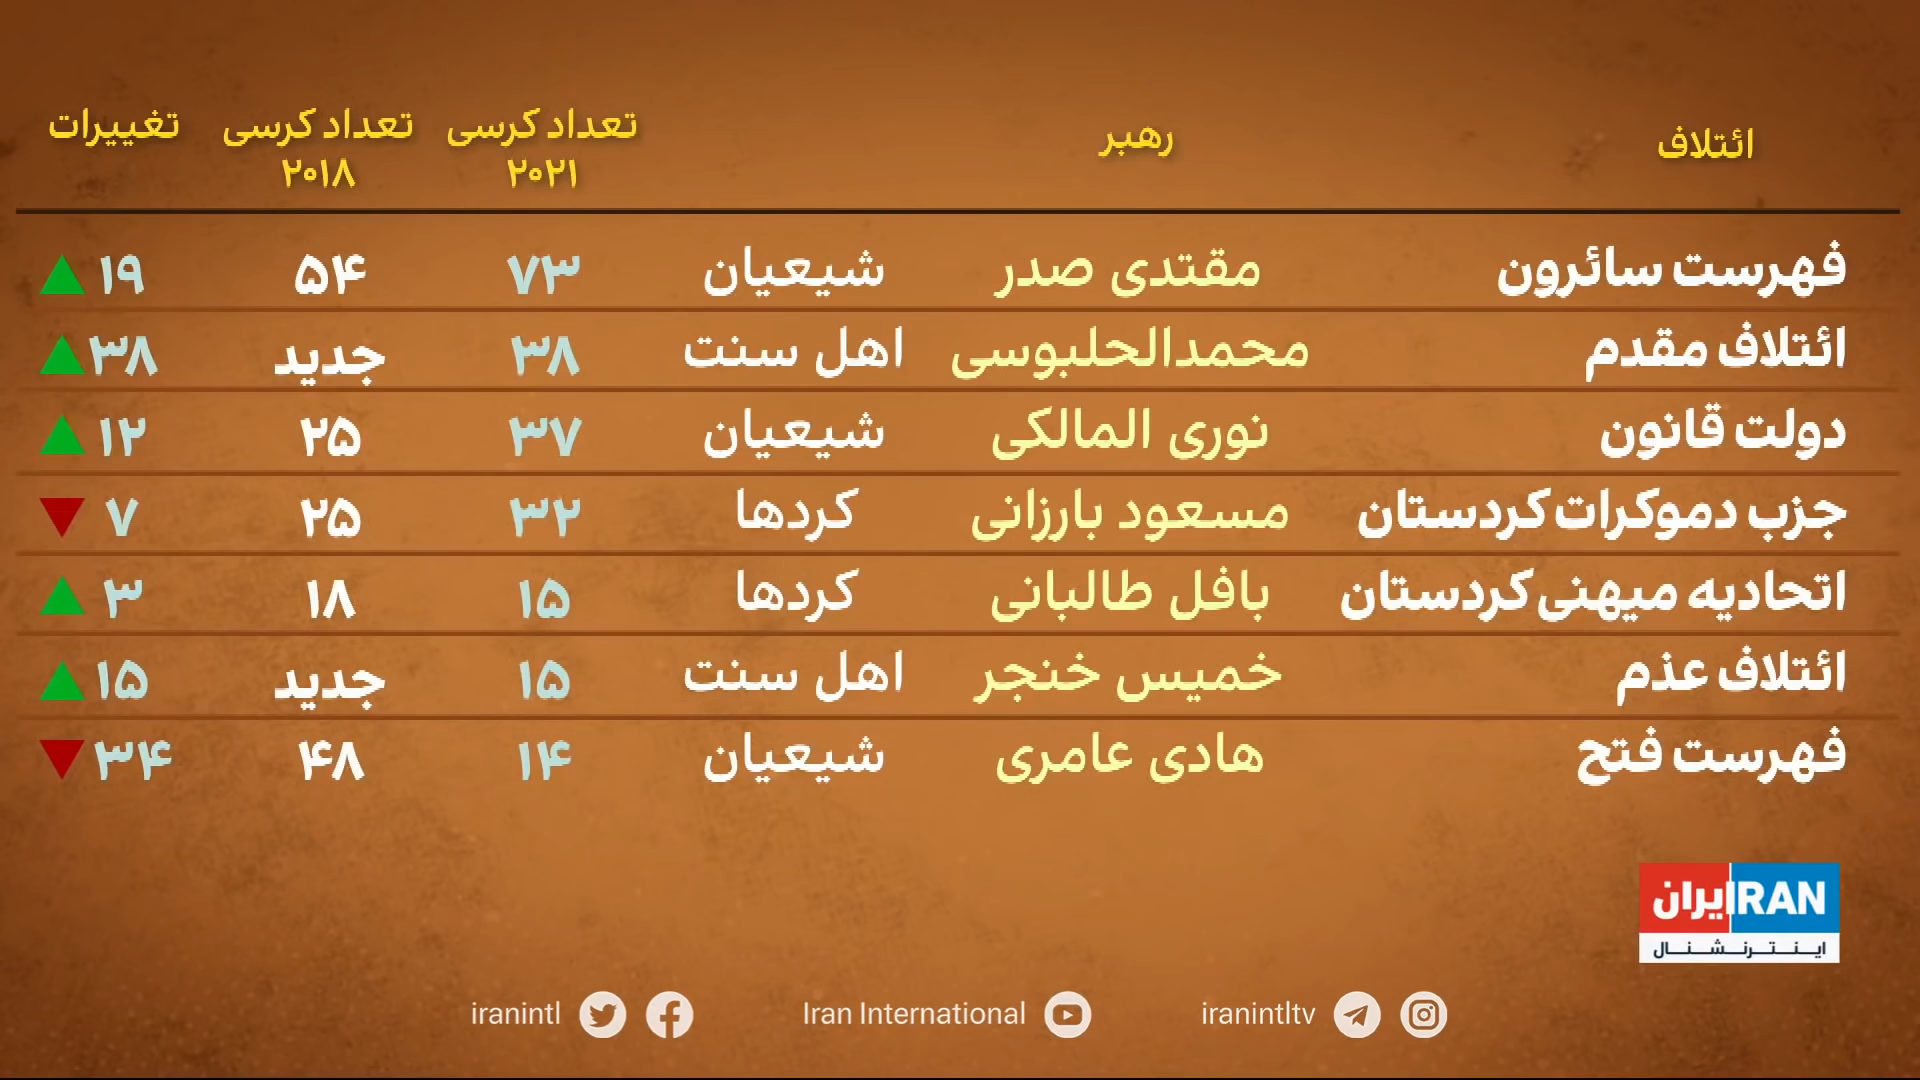 ائتلاف رهبر تعداد کرسی ۲۰۲۱ تعداد کرسی ۲۰۱۸ تغییرات
فهرست سائرون مقتدی صدر شیعیان ۷۳ ۵۴ ۱۹
ائتلاف مقدم محمدالحلبوسی اهل سنت ۳۸ جدید ۳۸
دولت قانون نوری المالکی شیعیان ۳۷ ۲۵ ۱۲
جزب دموکرات کردستان مسعود بارزانی کردها ۳۲ ۲۵ ۷
اتحادیه میهنی کردستان بافل طالبانی کردها ۱۵ ۱۸ ۳
ائتلاف عذم خمیس خنجر اهل سنت ۱۵ جدید ۱۵
فهرست فتح هادی عامری شیعیان ۱۴ ۴۸ ۳۴
ایران IRAN
اینترنشنال
iranintl Iran International iranintltv